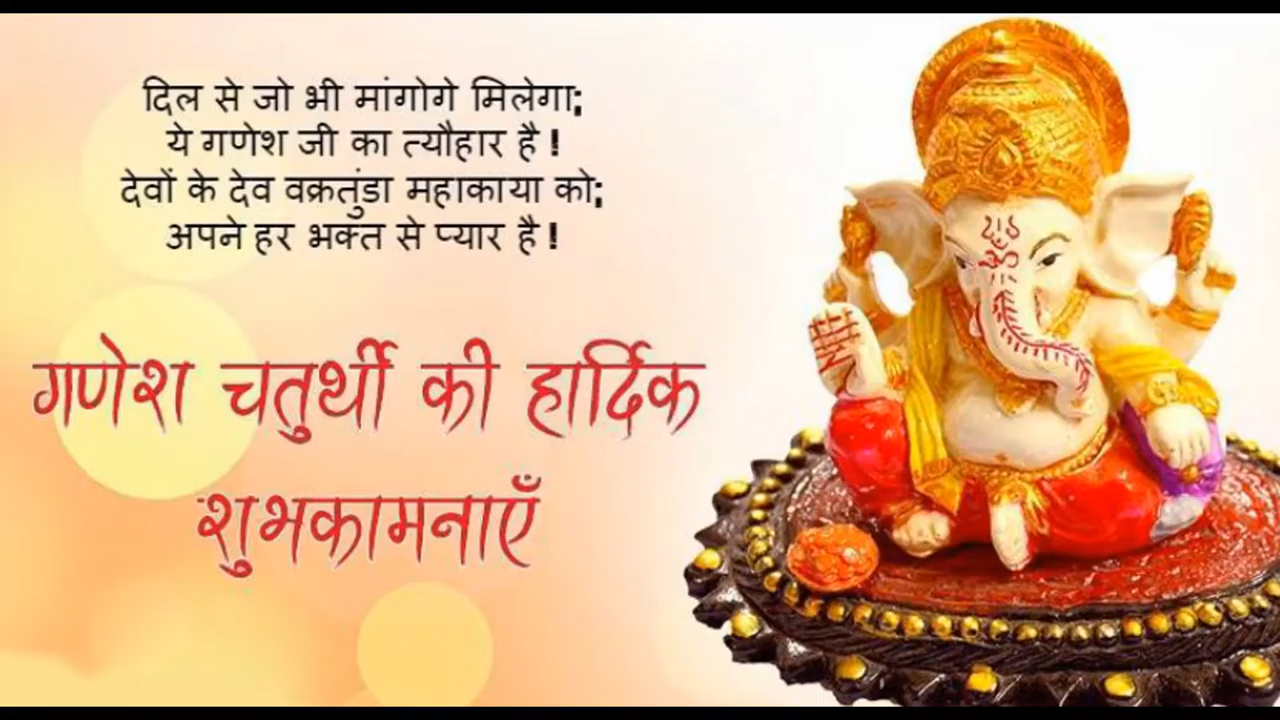 दिल से जो भी मांगोगे मिलेगा;
ये गणेश जी का त्यौहार है !
देवों के देव वक्रतुंडा महाकाया को;
अपने हर भक्त से प्यार है !
गणेश चतुर्थी की हार्दिक
शुभकामनाएँ